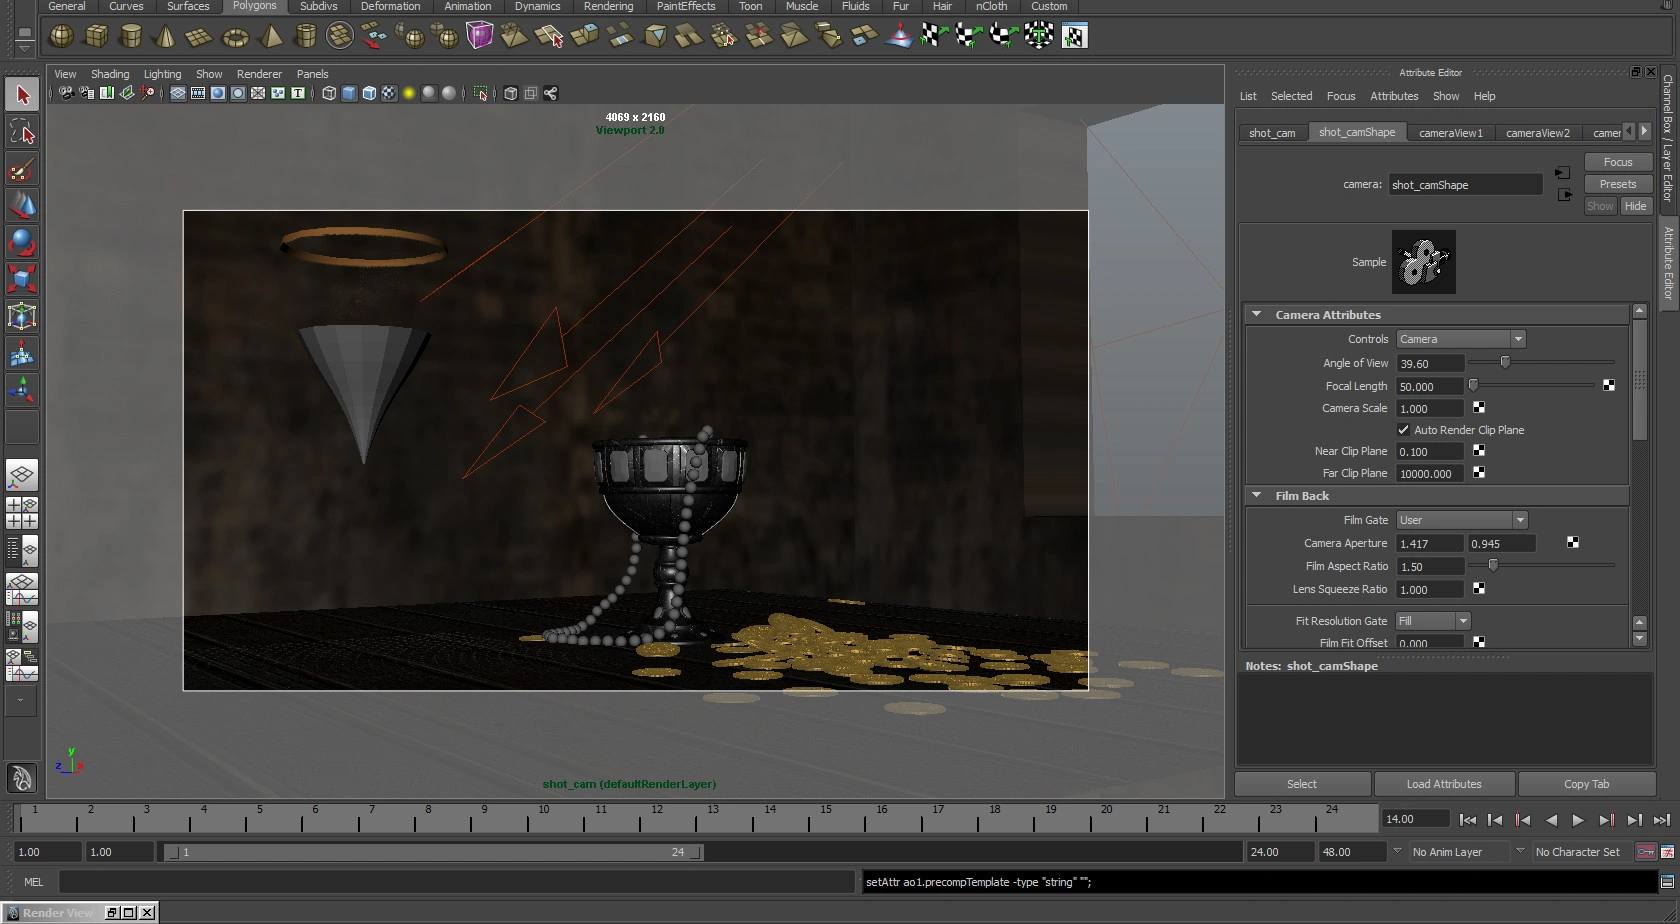 General Curves Surfaces Polygons Subdivs Deformation Animation Dynamics Rendering PaintEffects Toon Muscle Fluids Fur Hair nCloth Custom
View Shading Lighting Show Renderer Panels
4069 x 2160
Viewport 2.0
shot_cam (defaultRenderLayer)
y
z x
Attribute Editor
List Selected Focus Attributes Show Help
shot_cam shot_camShape cameraView1 cameraView2 camer
camera: shot_camShape
Focus
Presets
Show Hide
Sample
Camera Attributes
Controls Camera
Angle of View 39.60
Focal Length 50.000
Camera Scale 1.000
Auto Render Clip Plane
Near Clip Plane 0.100
Far Clip Plane 10000.000
Film Back
Film Gate User
Camera Aperture 1.417 0.945
Film Aspect Ratio 1.50
Lens Squeeze Ratio 1.000
Fit Resolution Gate Fill
Film Fit Offset 0.000
Notes: shot_camShape
Select Load Attributes Copy Tab
Channel Box / Layer Editor
Attribute Editor
1 2 3 4 5 6 7 8 9 10 11 12 13 14 15 16 17 18 19 20 21 22 23 24
14.00
1.00 1.00 1 24 24.00 48.00 No Anim Layer No Character Set
MEL setAttr ao1.precompTemplate -type "string" "";
Render View